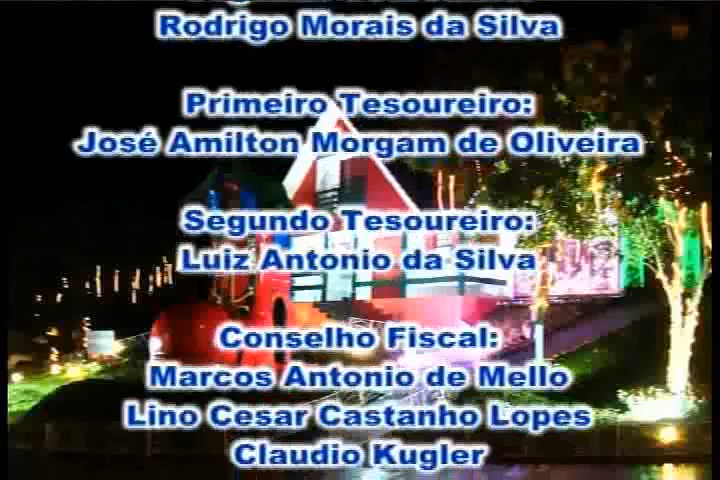 Rodrigo Morais da Silva
Primeiro Tesoureiro:
José Amilton Morgam de Oliveira
Segundo Tesoureiro:
Luiz Antonio da Silva
Conselho Fiscal:
Marcos Antonio de Mello
Lino Cesar Castanho Lopes
Claudio Kugler